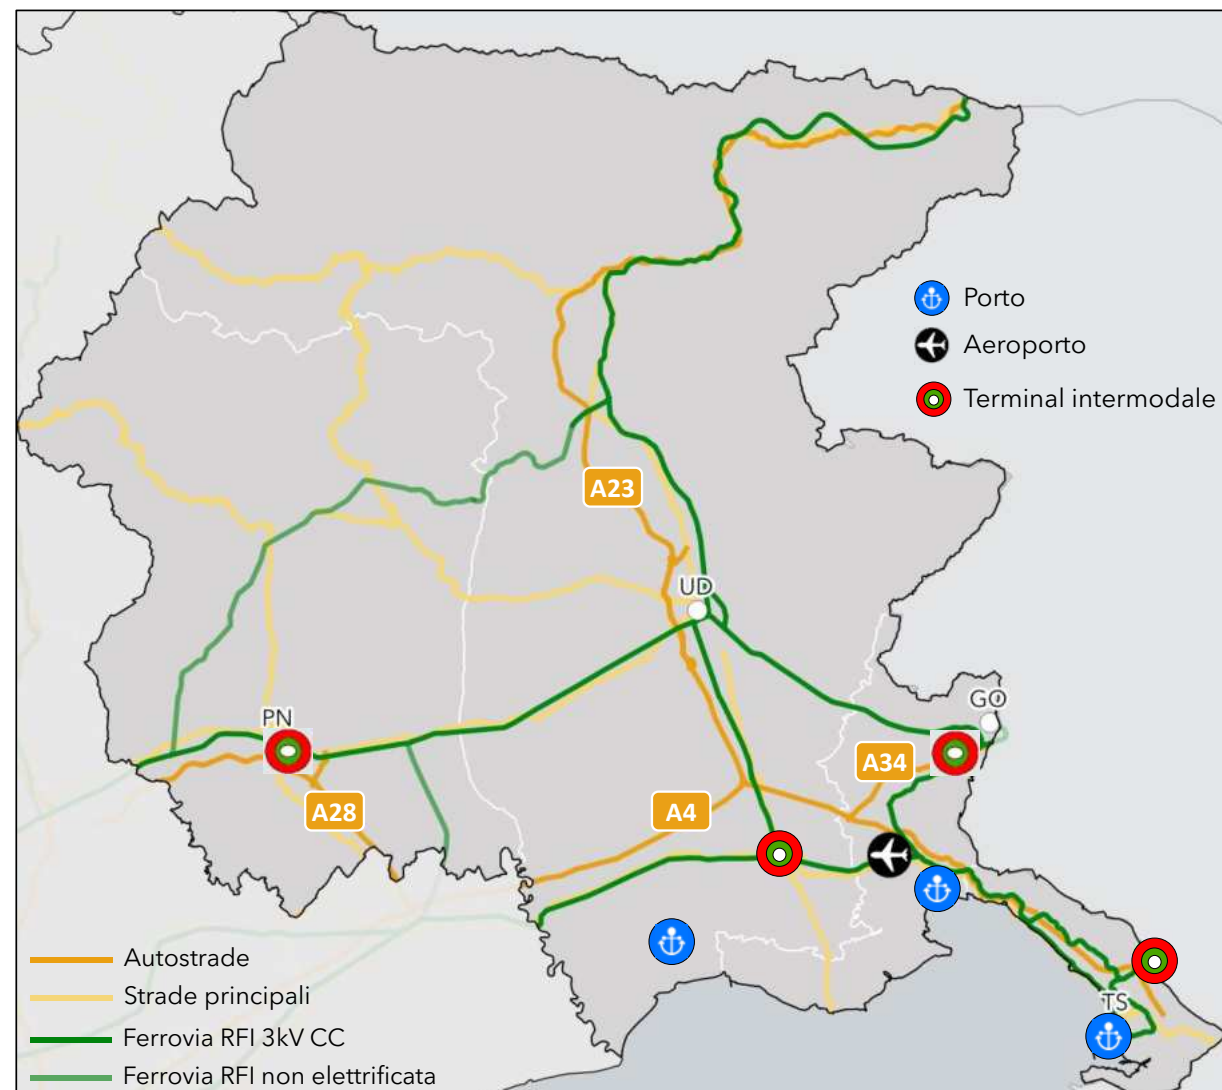 Porto
Aeroporto
Terminal intermodale
A23
UD
GO
PN
A34
A28
A4
TS
Autostrade
Strade principali
Ferrovia RFI 3kV CC
Ferrovia RFI non elettrificata